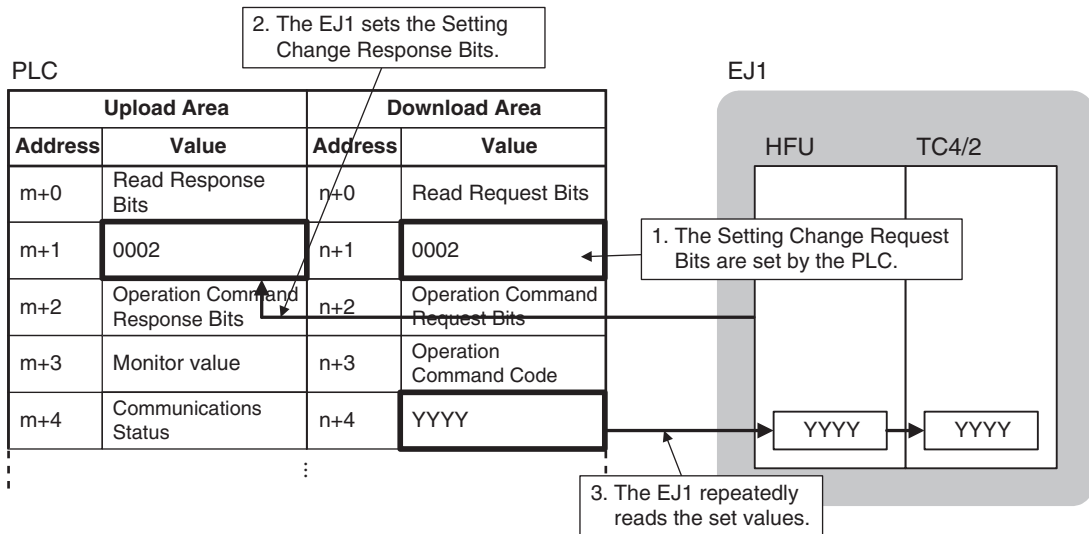 2. The EJ1 sets the Setting
Change Response Bits.
PLC
EJ1
Upload Area Download Area
Address Value Address Value
HFU TC4/2
m+0 Read Response
Bits n+0 Read Request Bits
m+1 0002 n+1 0002
1. The Setting Change Request
Bits are set by the PLC.
m+2 Operation Command
Response Bits n+2 Operation Command
Request Bits
m+3 Monitor value n+3 Operation
Command Code
m+4 Communications
Status n+4 YYYY
YYYY YYYY
3. The EJ1 repeatedly
reads the set values.